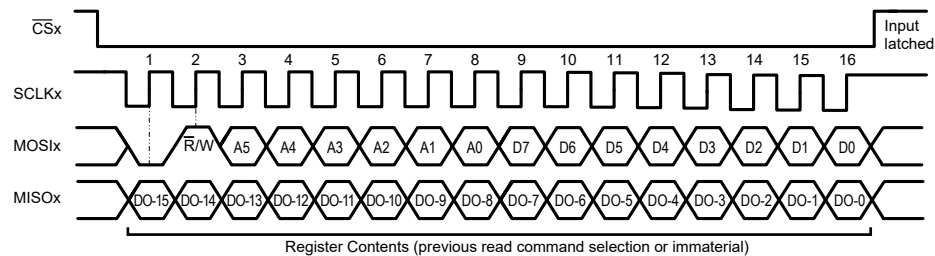 C̅S̅x
Input
latched
1 2 3 4 5 6 7 8 9 10 11 12 13 14 15 16
SCLKx
MOSIx R̅/W A5 A4 A3 A2 A1 A0 D7 D6 D5 D4 D3 D2 D1 D0
MISOx DO-15 DO-14 DO-13 DO-12 DO-11 DO-10 DO-9 DO-8 DO-7 DO-6 DO-5 DO-4 DO-3 DO-2 DO-1 DO-0
Register Contents (previous read command selection or immaterial)